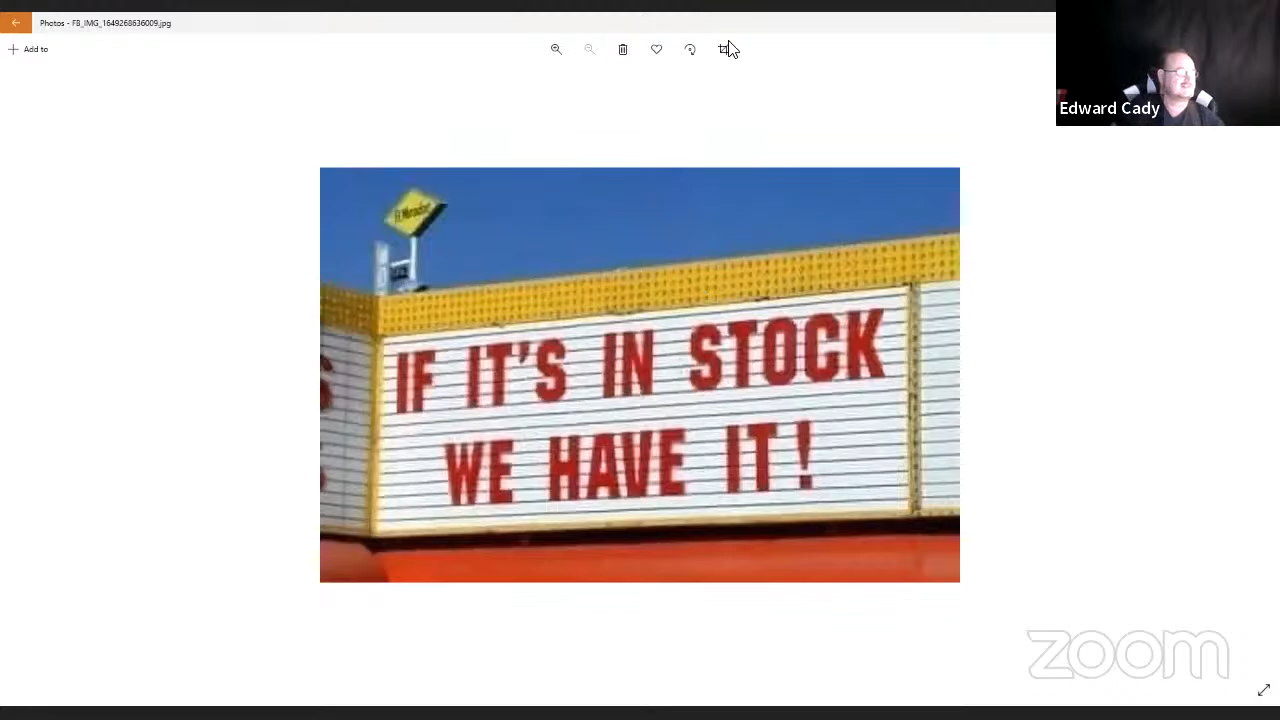 Photos - FB_IMG_1649268636009.jpg
Add to
Edward Cady
IF IT'S IN STOCK
WE HAVE IT!
zoom